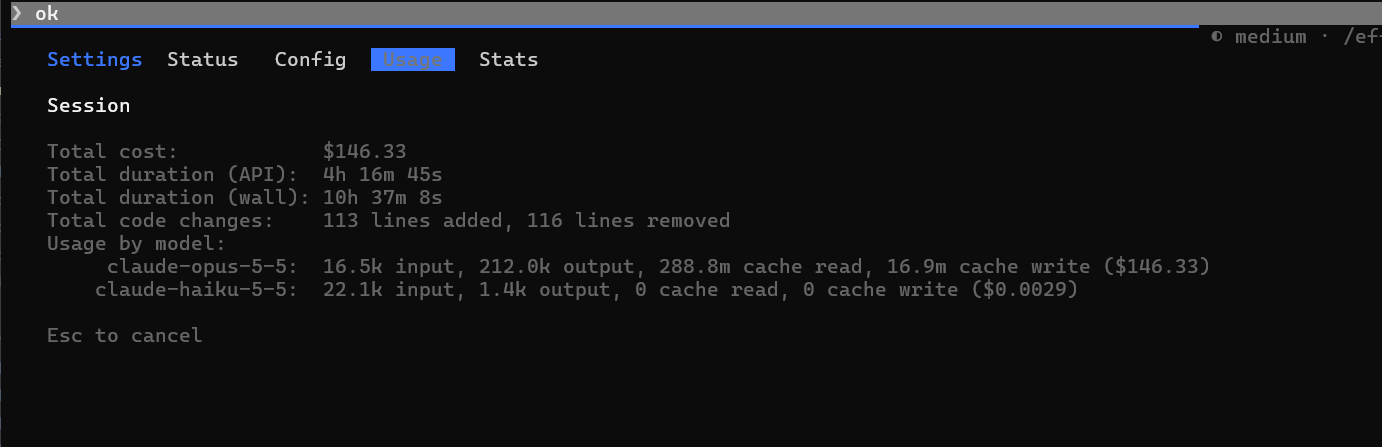 ❯ ok
◐ medium · /eff
Settings Status Config Usage Stats
Session
Total cost: $146.33
Total duration (API): 4h 16m 45s
Total duration (wall): 10h 37m 8s
Total code changes: 113 lines added, 116 lines removed
Usage by model:
claude-opus-5-5: 16.5k input, 212.0k output, 288.8m cache read, 16.9m cache write ($146.33)
claude-haiku-5-5: 22.1k input, 1.4k output, 0 cache read, 0 cache write ($0.0029)
Esc to cancel